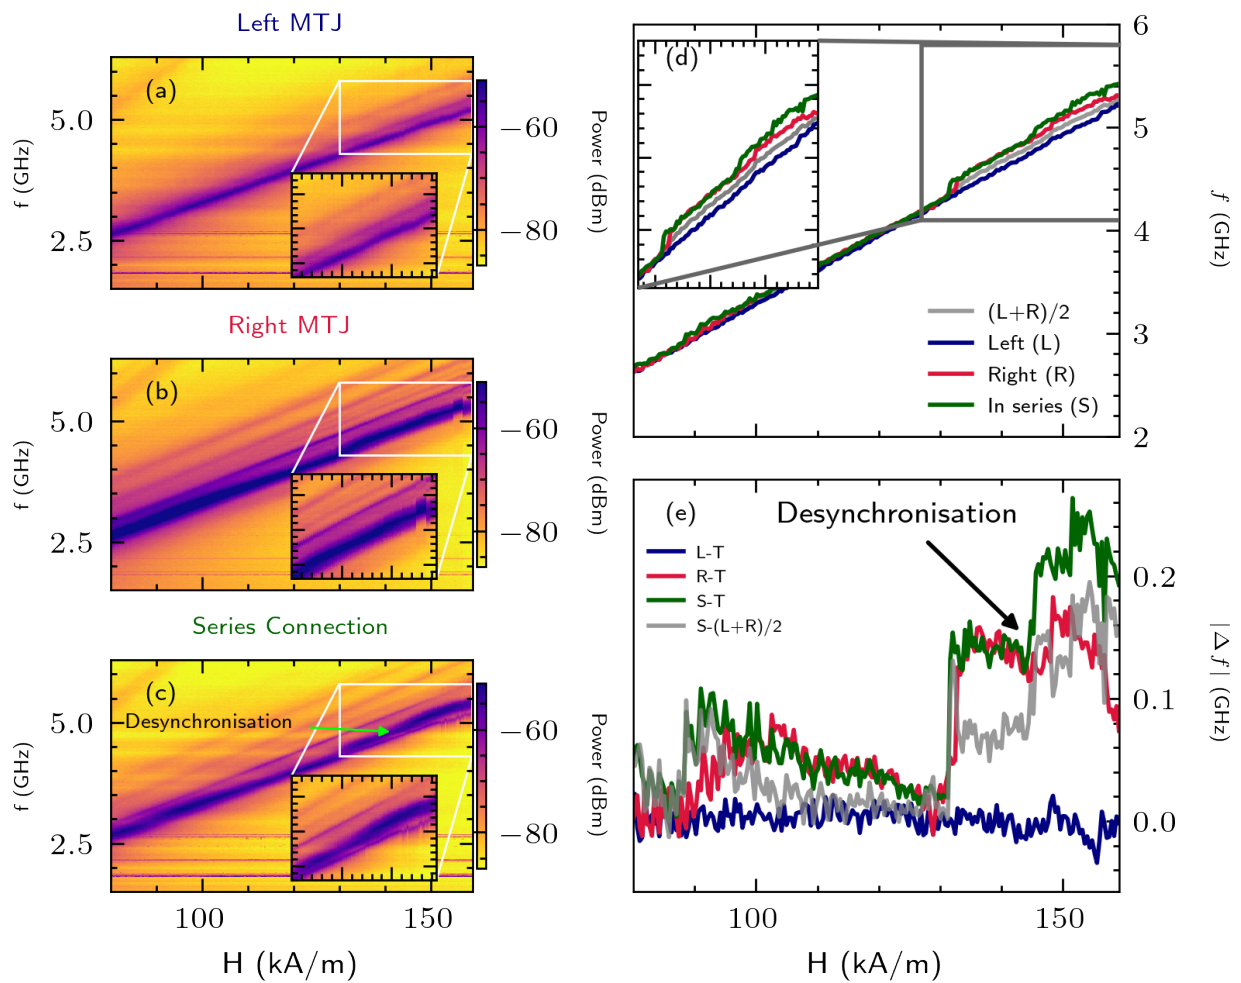 Left MTJ
(a)
5.0
2.5
f (GHz)
−60
−80
Power (dBm)
Right MTJ
(b)
5.0
2.5
f (GHz)
−60
−80
Power (dBm)
Series Connection
(c)
Desynchronisation
5.0
2.5
f (GHz)
−60
−80
Power (dBm)
100
150
H (kA/m)
(d)
6
5
4
3
2
f (GHz)
(L+R)/2
Left (L)
Right (R)
In series (S)
(e)
Desynchronisation
L-T
R-T
S-T
S-(L+R)/2
0.2
0.1
0.0
|Δf| (GHz)
100
150
H (kA/m)